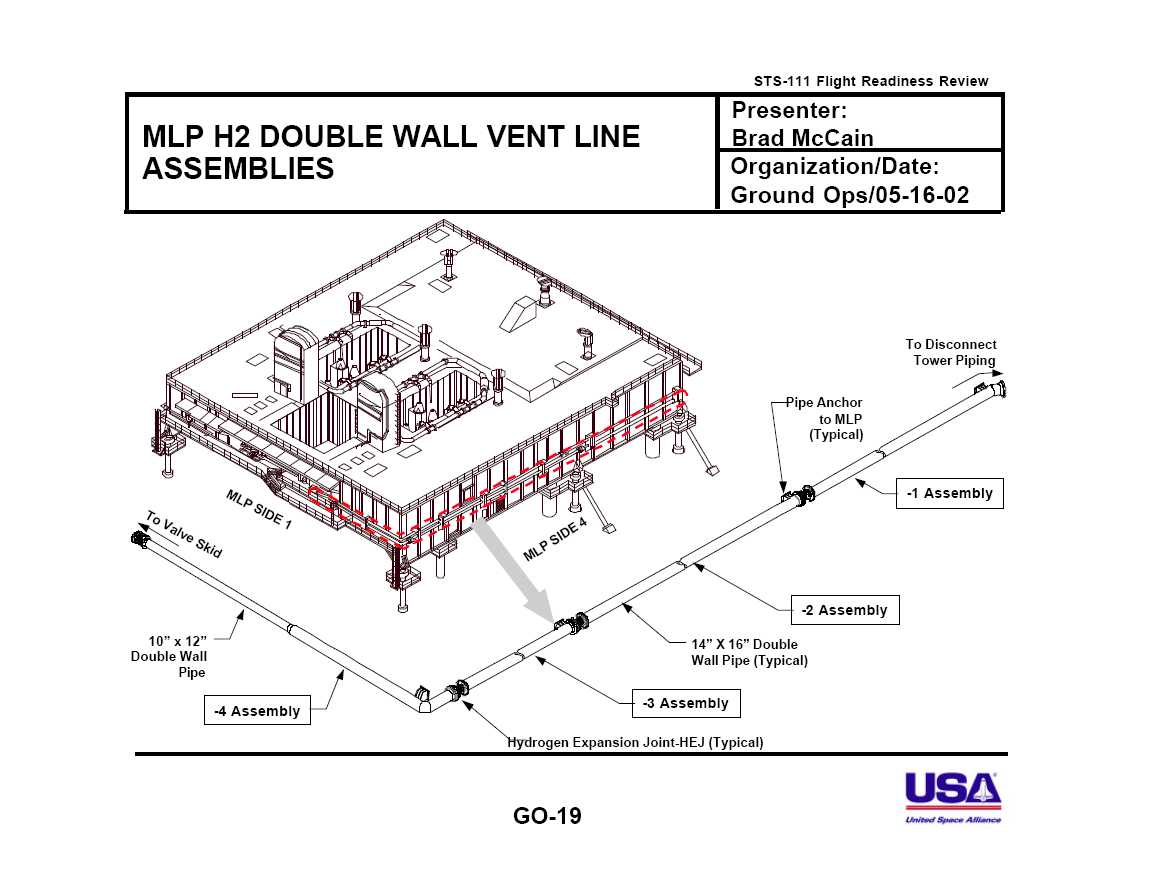 STS-111 Flight Readiness Review
MLP H2 DOUBLE WALL VENT LINE
ASSEMBLIES
Presenter:
Brad McCain
Organization/Date:
Ground Ops/05-16-02
To Disconnect
Tower Piping
Pipe Anchor
to MLP
(Typical)
-1 Assembly
MLP SIDE 1
MLP SIDE 4
To Valve Skid
-2 Assembly
10” x 12”
Double Wall
Pipe
14” X 16” Double
Wall Pipe (Typical)
-4 Assembly
-3 Assembly
Hydrogen Expansion Joint-HEJ (Typical)
GO-19
USA
United Space Alliance